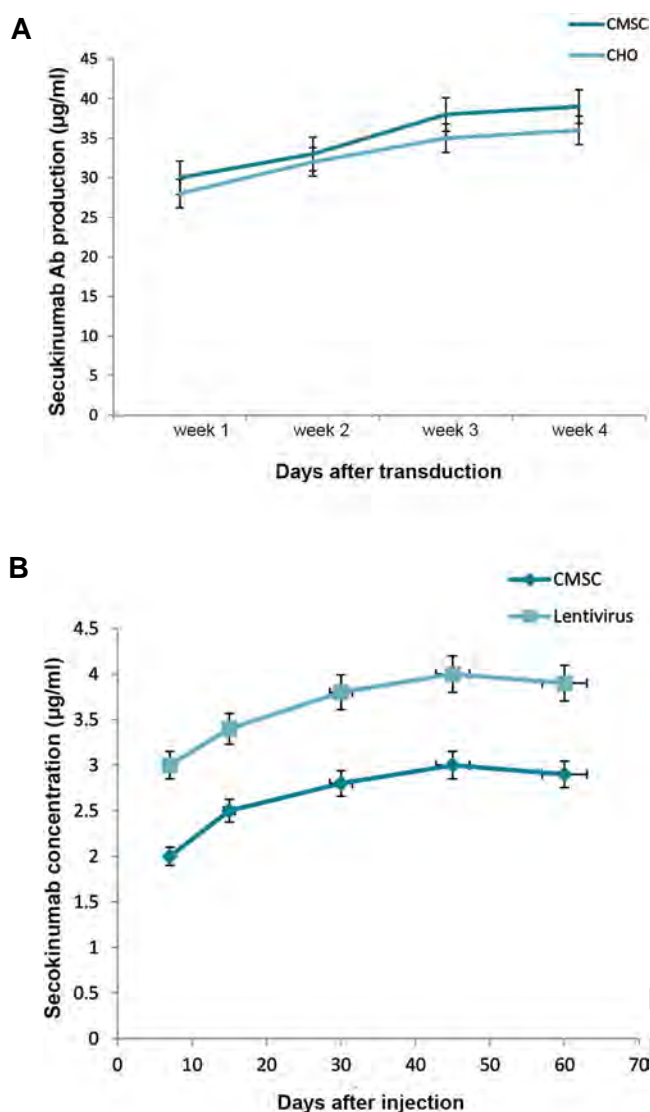 A
CMSC
CHO
Secukinumab Ab production (µg/ml)
45
40
35
30
25
20
15
10
5
0
week 1 week 2 week 3 week 4
Days after transduction
B
CMSC
Lentivirus
Secokinumab concentration (µg/ml)
4.5
4
3.5
3
2.5
2
1.5
1
0.5
0
0 10 20 30 40 50 60 70
Days after injection